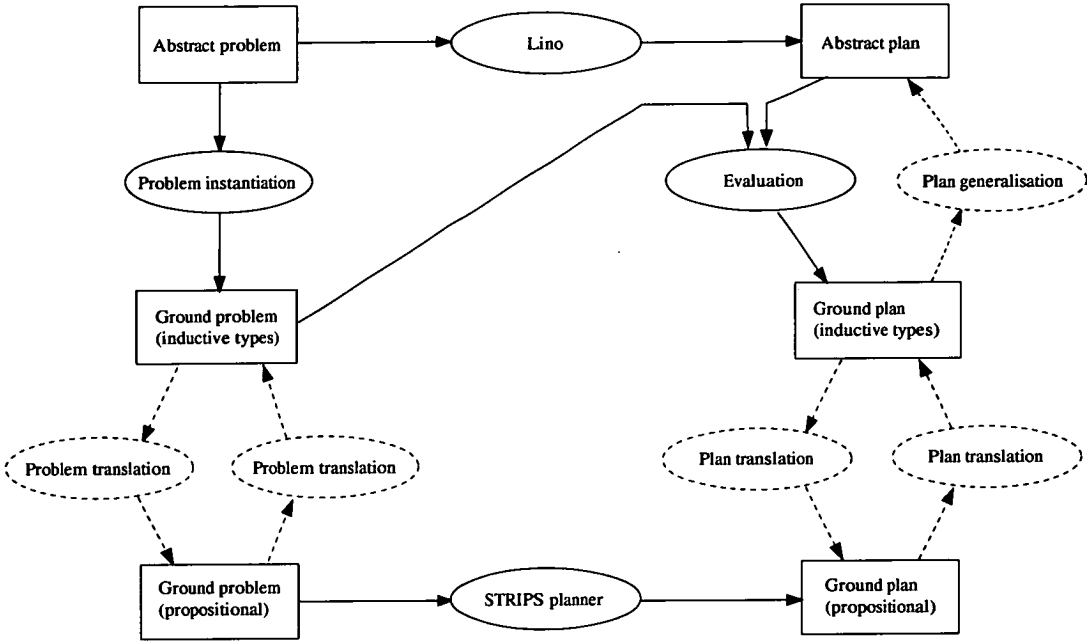 Abstract problem
Lino
Abstract plan
Problem instantiation
Evaluation
Plan generalisation
Ground problem
(inductive types)
Ground plan
(inductive types)
Problem translation
Problem translation
Plan translation
Plan translation
Ground problem
(propositional)
STRIPS planner
Ground plan
(propositional)